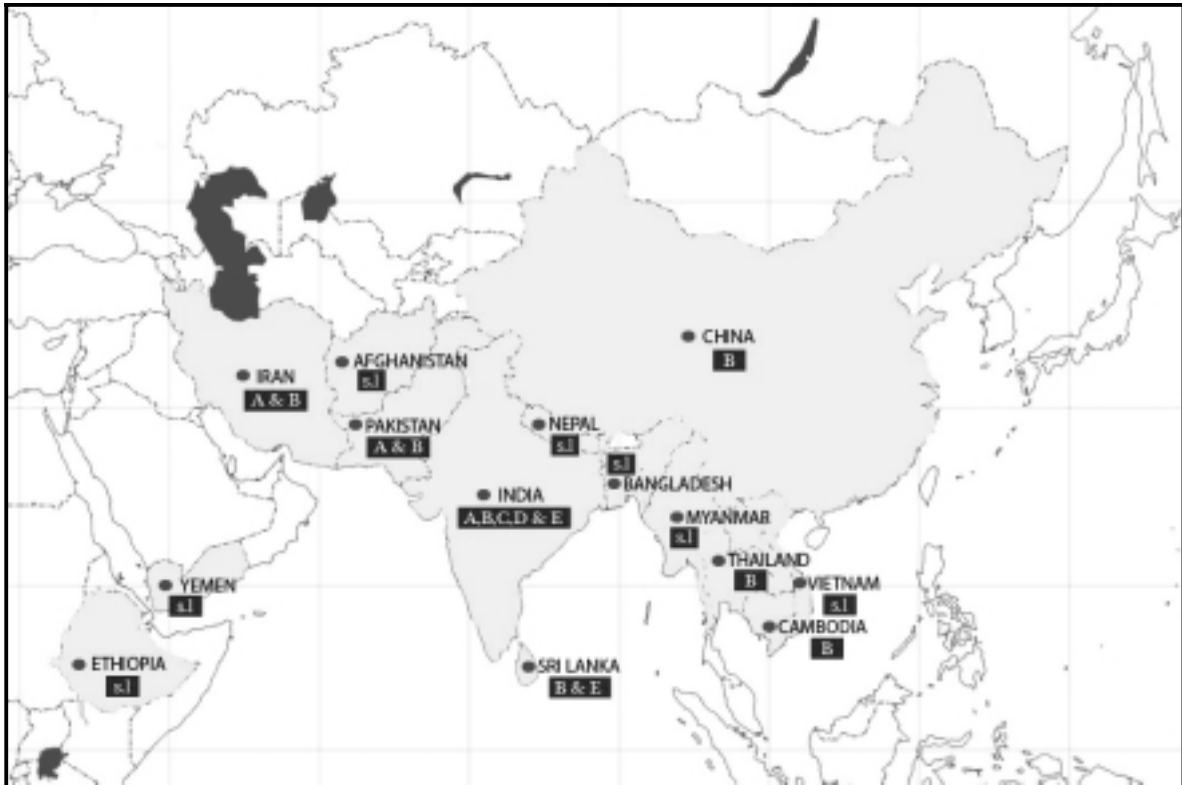 CHINA
B
AFGHANISTAN
s.l
IRAN
A & B
PAKISTAN
A & B
NEPAL
s.l
s.l
BANGLADESH
INDIA
A,B,C,D & E
MYANMAR
s.l
THAILAND
B
YEMEN
s.l
VIETNAM
s.l
CAMBODIA
B
ETHIOPIA
s.l
SRI LANKA
B & E